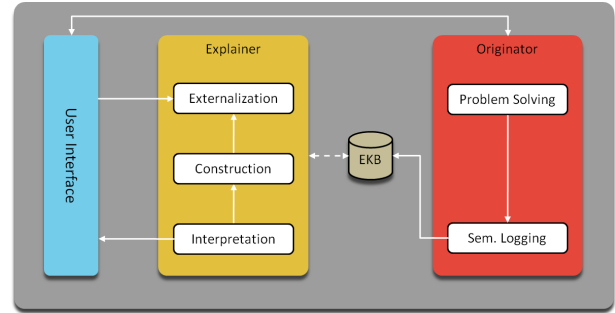 User Interface
Explainer
Externalization
Construction
Interpretation
EKB
Originator
Problem Solving
Sem. Logging